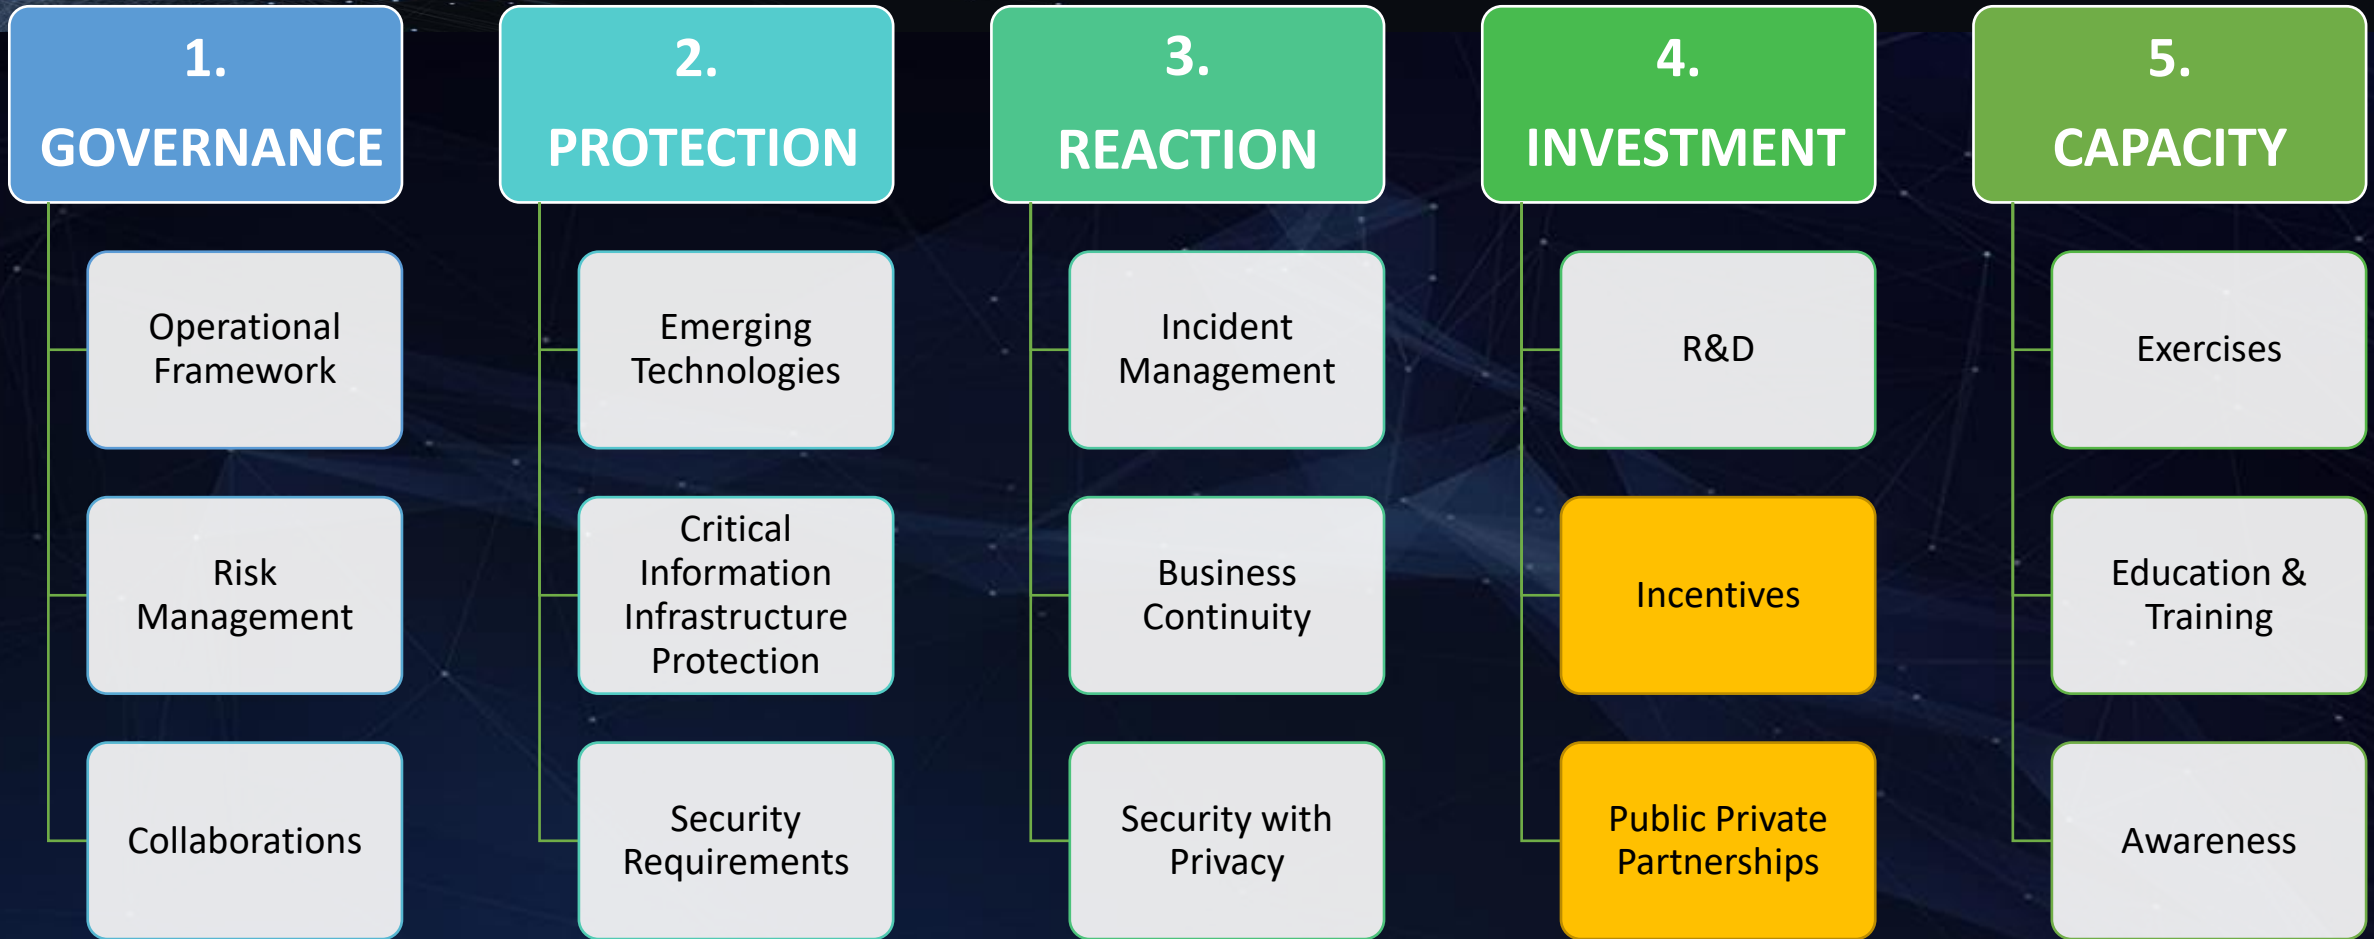 1.
GOVERNANCE
Operational
Framework
Risk
Management
Collaborations
2.
PROTECTION
Emerging
Technologies
Critical
Information
Infrastructure
Protection
Security
Requirements
3.
REACTION
Incident
Management
Business
Continuity
Security with
Privacy
4.
INVESTMENT
R&D
Incentives
Public Private
Partnerships
5.
CAPACITY
Exercises
Education &
Training
Awareness